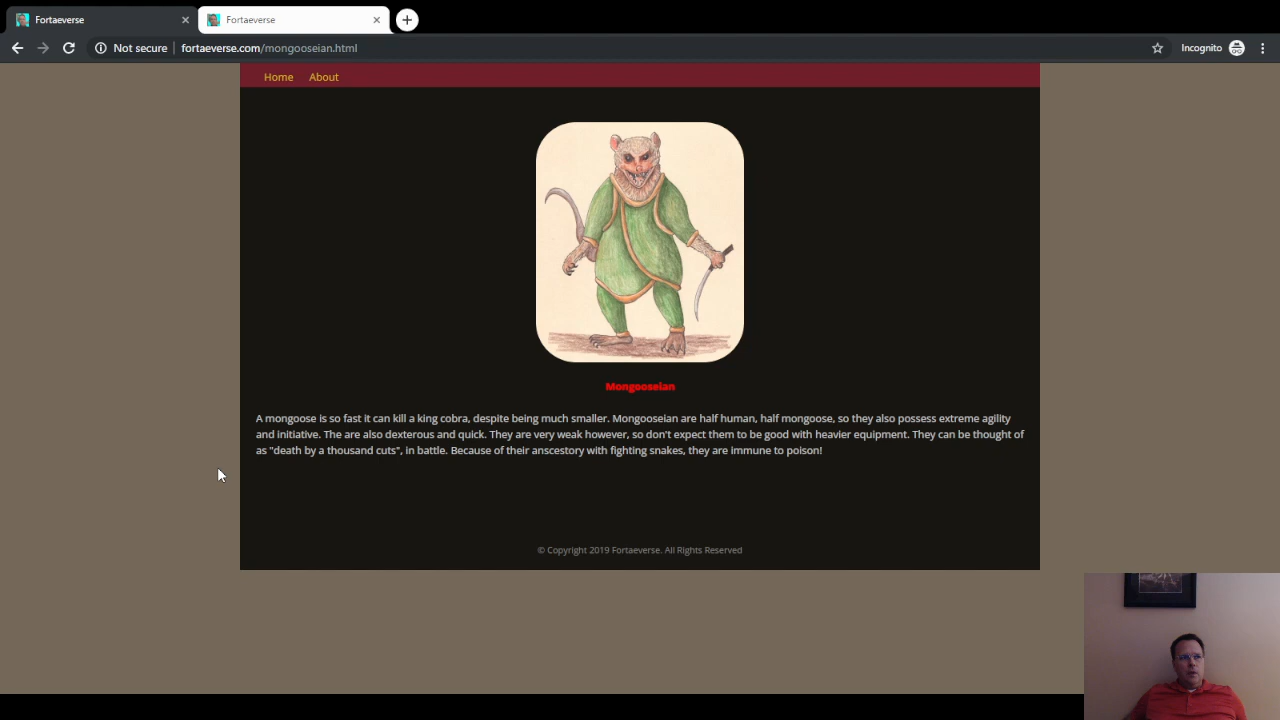 Fortaeverse
Fortaeverse
Not secure
fortaeverse.com/mongooseian.html
Incognito
Home
About
Mongooseian
A mongoose is so fast it can kill a king cobra, despite being much smaller. Mongooseian are half human, half mongoose, so they also possess extreme agility
and initiative. The are also dexterous and quick. They are very weak however, so don't expect them to be good with heavier equipment. They can be thought of
as "death by a thousand cuts", in battle. Because of their anscestory with fighting snakes, they are immune to poison!
© Copyright 2019 Fortaeverse. All Rights Reserved